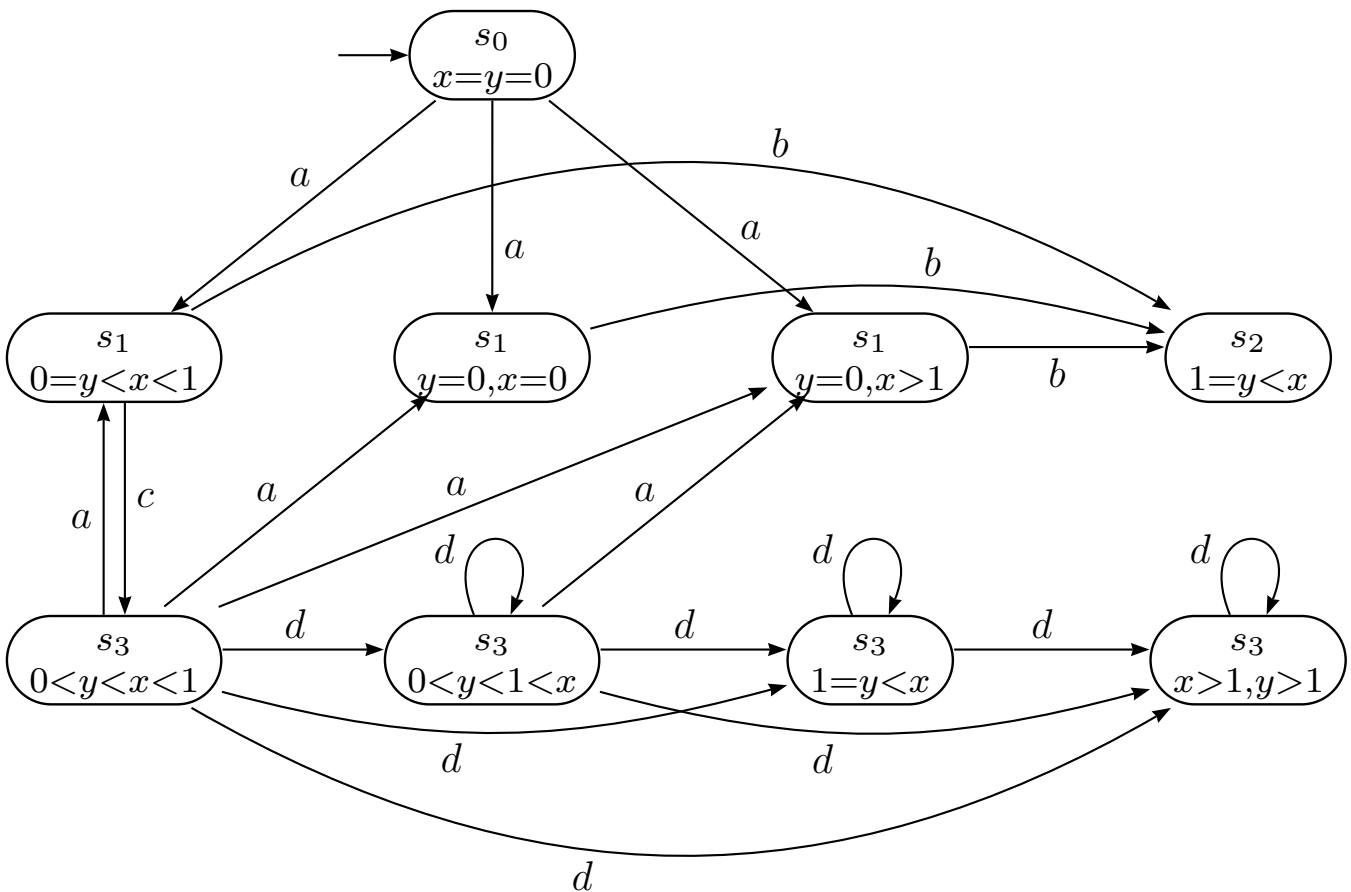 s₀
x=y=0
b
a
a
a
b
s₁
0=y<x<1
s₁
y=0,x=0
s₁
y=0,x>1
b
s₂
1=y<x
a
c
a
a
a
d
d
d
s₃
0<y<x<1
d
s₃
0<y<1<x
d
s₃
1=y<x
d
s₃
x>1,y>1
d
d
d